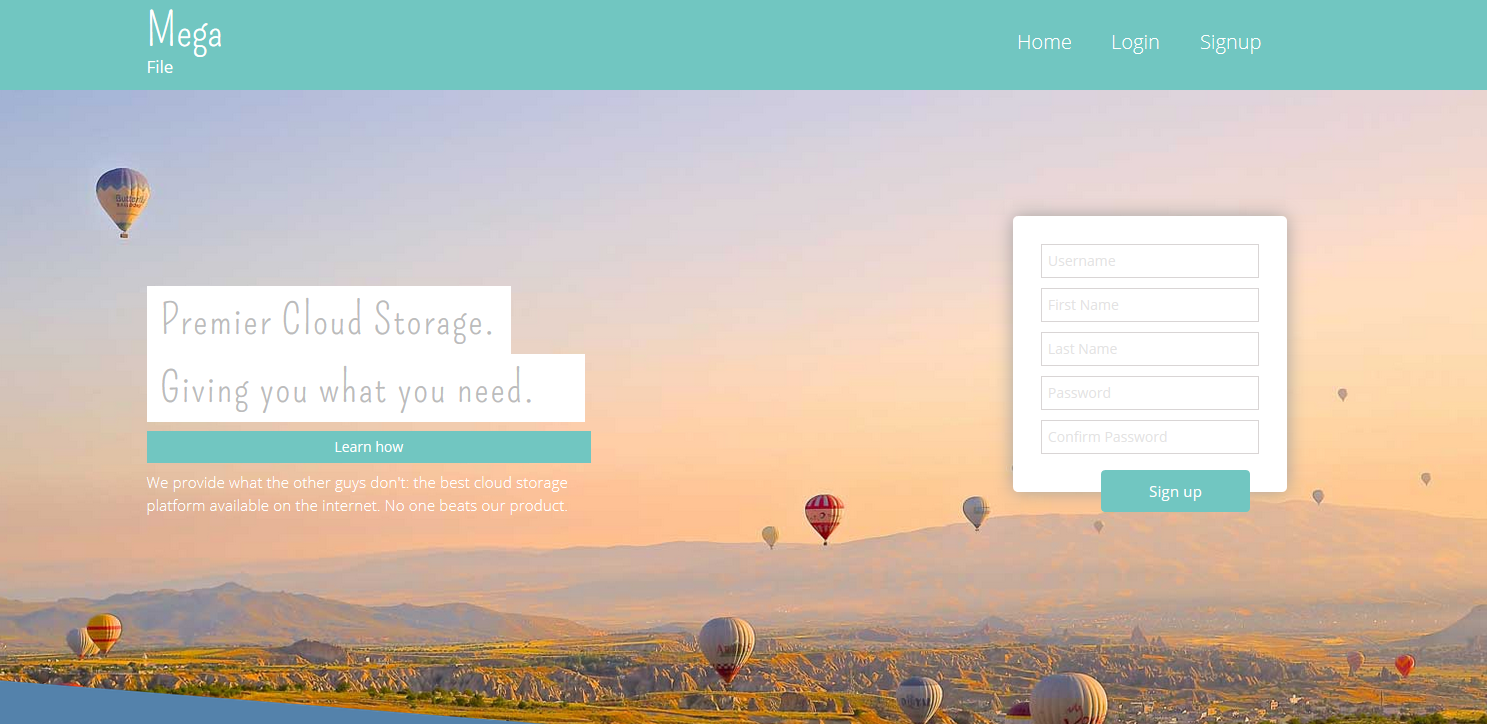 Mega
File
Home Login Signup
Butterfly
BALLOONS
Premier Cloud Storage.
Giving you what you need.
Learn how
We provide what the other guys don't: the best cloud storage
platform available on the internet. No one beats our product.
Username
First Name
Last Name
Password
Confirm Password
Sign up